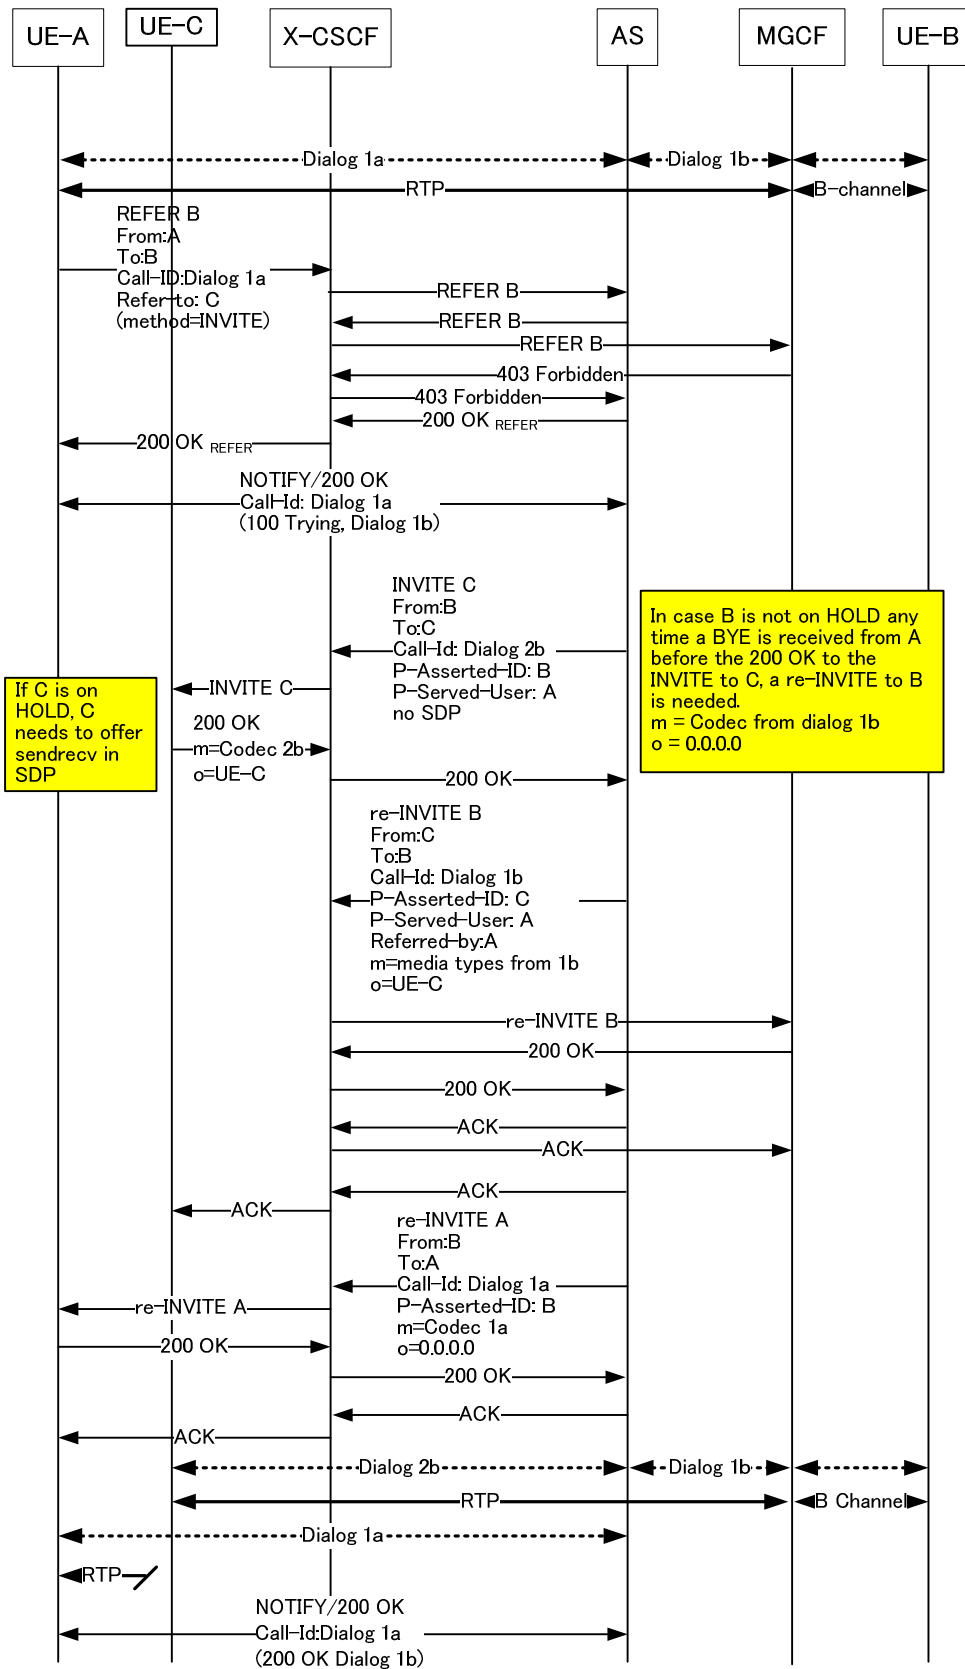 UE-A
UE-C
X-CSCF
AS
MGCF
UE-B
Dialog 1a
Dialog 1b
RTP
B-channel
REFER B
From:A
To:B
Call-ID:Dialog 1a
Refer-to: C
(method=INVITE)
REFER B
REFER B
REFER B
403 Forbidden
403 Forbidden
200 OK REFER
200 OK REFER
NOTIFY/200 OK
Call-Id: Dialog 1a
(100 Trying, Dialog 1b)
INVITE C
From:B
To:C
Call-Id: Dialog 2b
P-Asserted-ID: B
P-Served-User: A
no SDP
In case B is not on HOLD any
time a BYE is received from A
before the 200 OK to the
INVITE to C, a re-INVITE to B
is needed.
m = Codec from dialog 1b
o = 0.0.0.0
INVITE C
If C is on
HOLD, C
needs to offer
sendrecv in
SDP
200 OK
m=Codec 2b
o=UE-C
200 OK
re-INVITE B
From:C
To:B
Call-Id: Dialog 1b
P-Asserted-ID: C
P-Served-User: A
Referred-by:A
m=media types from 1b
o=UE-C
re-INVITE B
200 OK
200 OK
ACK
ACK
ACK
ACK
re-INVITE A
From:B
To:A
Call-Id: Dialog 1a
P-Asserted-ID: B
m=Codec 1a
o=0.0.0.0
re-INVITE A
200 OK
200 OK
ACK
ACK
Dialog 2b
Dialog 1b
RTP
B Channel
Dialog 1a
RTP
NOTIFY/200 OK
Call-Id:Dialog 1a
(200 OK Dialog 1b)